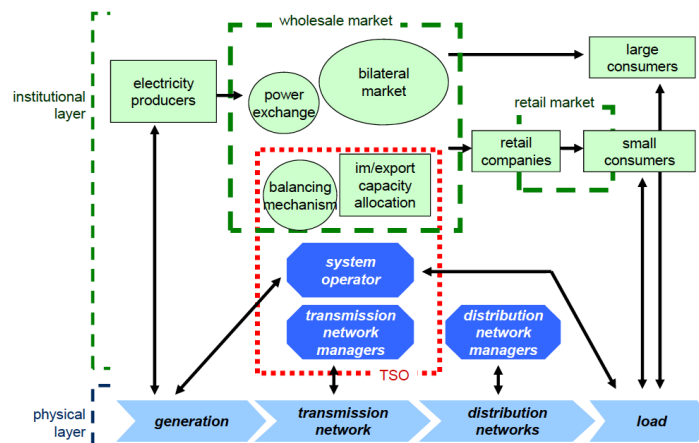 wholesale market
electricity
producers
power
exchange
bilateral
market
large
consumers
institutional
layer
retail market
retail
companies
small
consumers
balancing
mechanism
im/export
capacity
allocation
system
operator
transmission
network
managers
distribution
network
managers
TSO
physical
layer
generation
transmission
network
distribution
networks
load